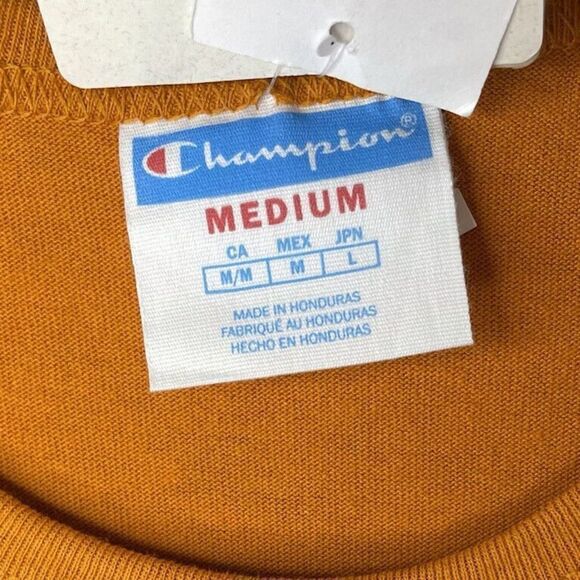 Champion®
MEDIUM
CA MEX JPN
M/M M L
MADE IN HONDURAS
FABRIQUÉ AU HONDURAS
HECHO EN HONDURAS